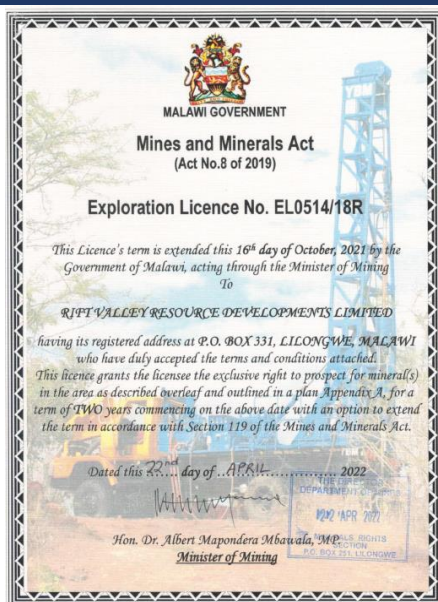 MALAWI GOVERNMENT
Mines and Minerals Act
(Act No.8 of 2019)
Exploration Licence No. EL0514/18R
This Licence's term is extended this 16th day of October, 2021 by the
Government of Malawi, acting through the Minister of Mining
To
RIFT VALLEY RESOURCE DEVELOPMENTS LIMITED
having its registered address at P.O. BOX 331, LILONGWE, MALAWI
who have duly accepted the terms and conditions attached.
This licence grants the licensee the exclusive right to prospect for mineral(s)
in the area as described overleaf and outlined in a plan Appendix A, for a
term of TWO years commencing on the above date with an option to extend
the term in accordance with Section 119 of the Mines and Minerals Act.
Dated this 22nd day of APRIL 2022
THE DIRECTOR
DEPARTMENT OF
APR 2022
RIGHTS
SECTION
P.O. BOX 251, LILONGWE
Hon. Dr. Albert Mapondera Mbawala, MP.
Minister of Mining